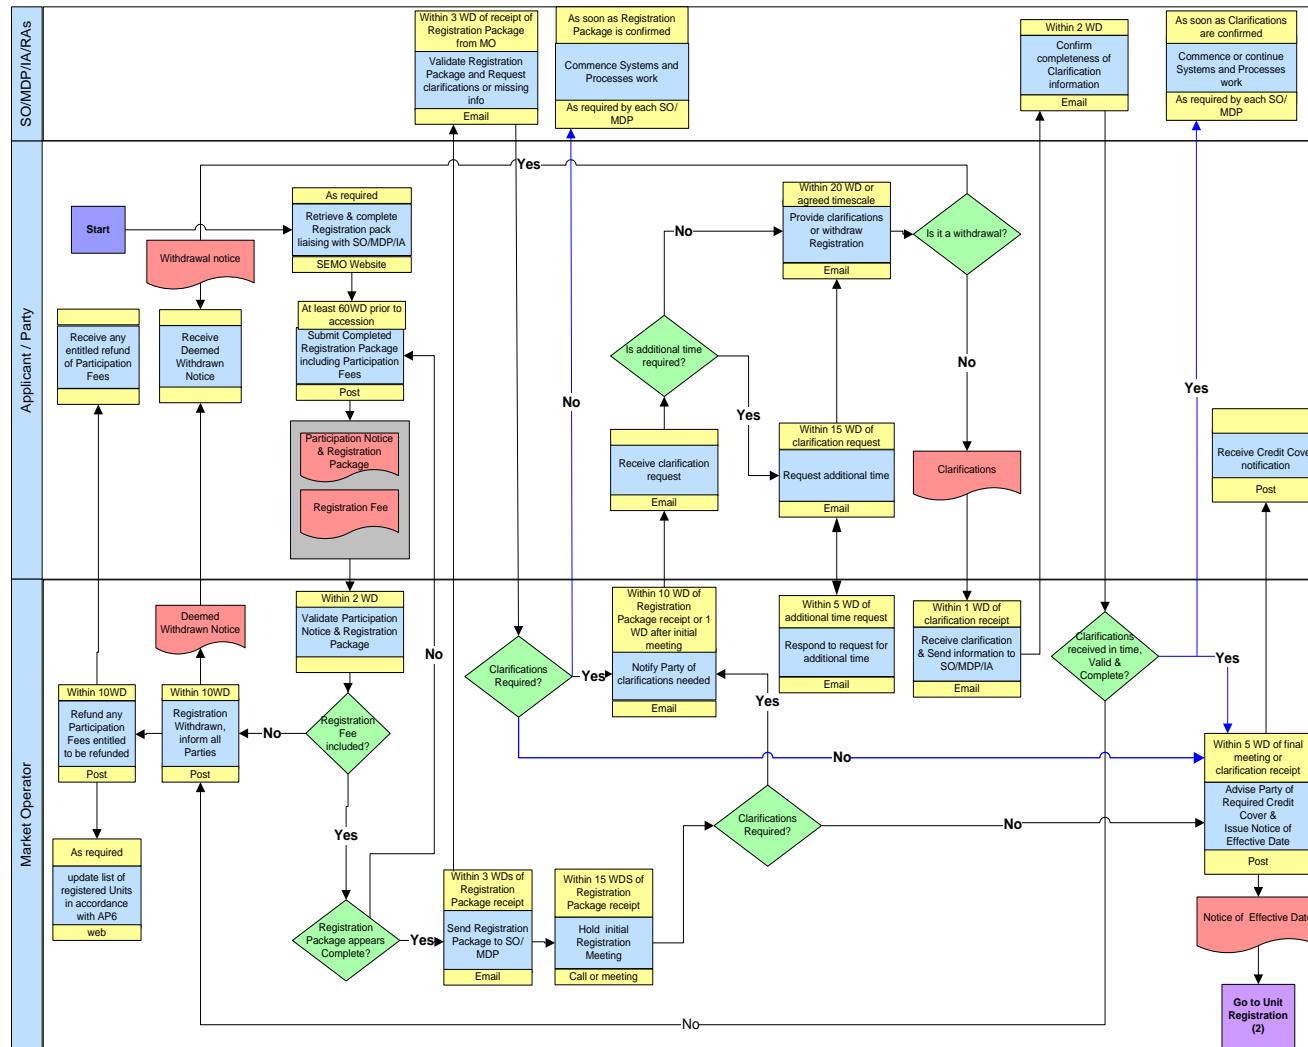 SO/MDP/IA/RAs
Within 3 WD of receipt of
Registration Package
from MO
Validate Registration
Package and Request
clarifications or missing
info
Email
As soon as Registration
Package is confirmed
Commence Systems and
Processes work
As required by each SO/
MDP
Within 2 WD
Confirm
completeness of
Clarification
information
Email
As soon as Clarifications
are confirmed
Commence or continue
Systems and Processes
work
As required by each SO/
MDP
Applicant / Party
Start
Withdrawal notice
As required
Retrieve & complete
Registration pack
liaising with SO/MDP/IA
SEMO Website
Yes
Within 20 WD or
agreed timescale
Provide clarifications
or withdraw
Registration
Email
Is it a withdrawal?
No
No
Receive any
entitled refund
of Participation
Fees
Receive
Deemed
Withdrawn
Notice
At least 60WD prior to
accession
Submit Completed
Registration Package
including Participation
Fees
Post
Participation Notice
& Registration
Package
Registration Fee
No
Is additional time
required?
Yes
Receive clarification
request
Email
Within 15 WD of
clarification request
Request additional time
Email
Clarifications
Yes
Receive Credit Cove
notification
Post
Market Operator
Deemed
Withdrawn Notice
Within 2 WD
Validate Participation
Notice & Registration
Package
No
Clarifications
Required?
Yes
Within 10 WD of
Registration
Package receipt or 1
WD after initial
meeting
Notify Party of
clarifications needed
Email
Within 5 WD of
additional time request
Respond to request for
additional time
Email
Within 1 WD of
clarification receipt
Receive clarification
& Send information to
SO/MDP/IA
Email
Clarifications
received in time,
Valid &
Complete?
Yes
Within 10WD
Refund any
Participation
Fees entitled
to be refunded
Post
Within 10WD
Registration
Withdrawn,
inform all
Parties
Post
No
Registration
Fee
included?
Yes
Yes
No
Within 5 WD of final
meeting or
clarification receipt
Advise Party of
Required Credit
Cover &
Issue Notice of
Effective Date
Post
As required
update list of
registered Units
in accordance
with AP6
web
Registration
Package appears
Complete?
Yes
Within 3 WDs of
Registration
Package receipt
Send Registration
Package to SO/
MDP
Email
Within 15 WDS of
Registration
Package receipt
Hold initial
Registration
Meeting
Call or meeting
Clarifications
Required?
No
Notice of Effective Date
No
Go to Unit
Registration
(2)